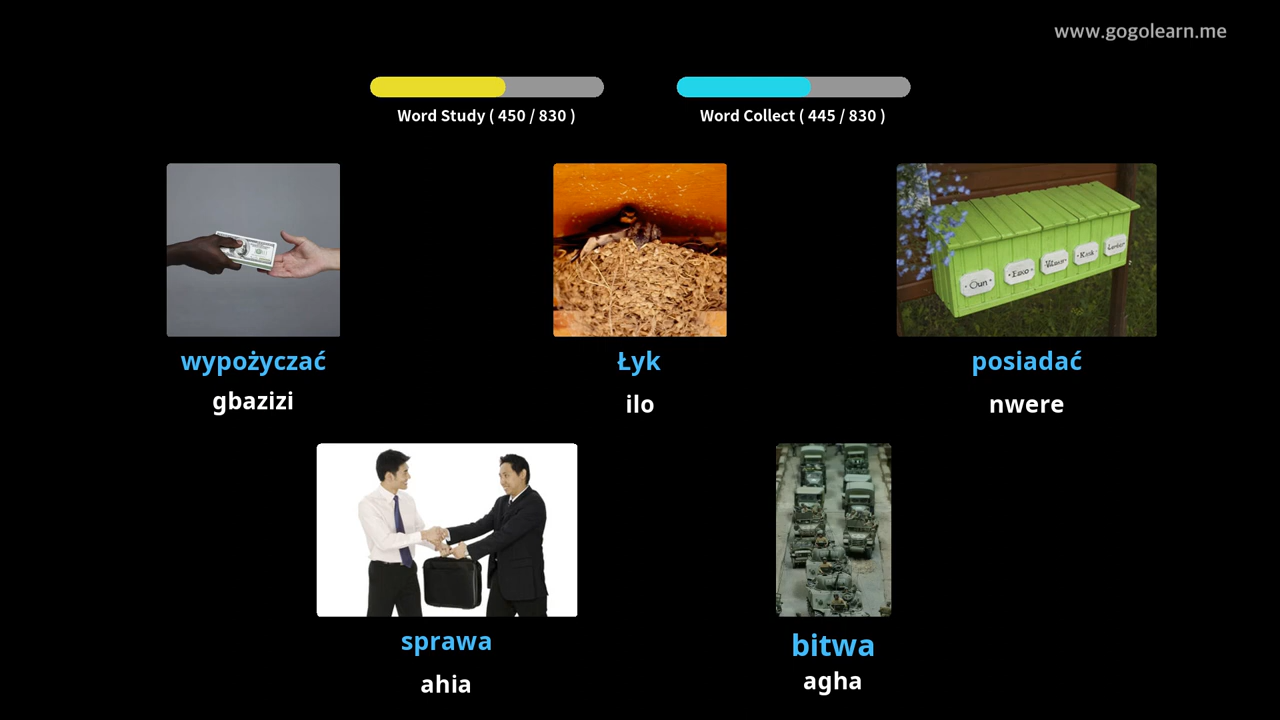 www.gogolearn.me
Word Study ( 450 / 830 )
Word Collect ( 445 / 830 )
wypożyczać
gbazizi
Łyk
ilo
posiadać
nwere
sprawa
ahia
bitwa
agha